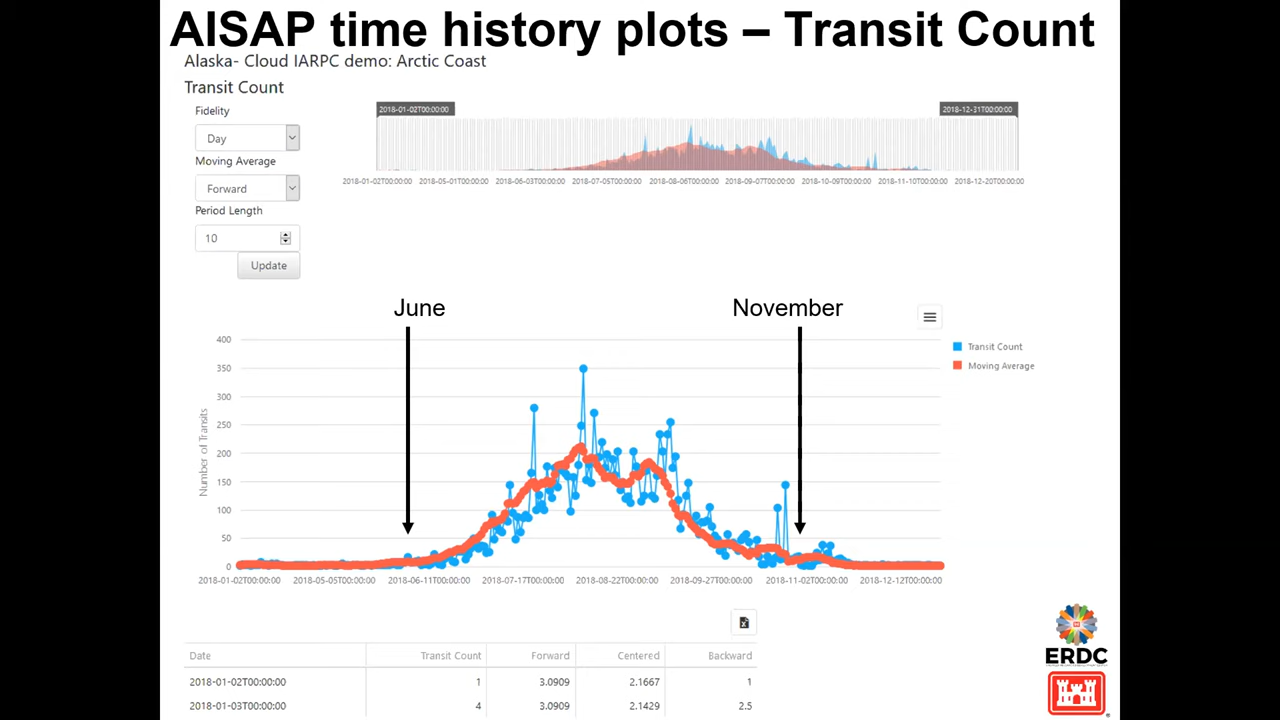 AISAP time history plots – Transit Count
Alaska- Cloud IARPC demo: Arctic Coast
Transit Count
Fidelity
Day
Moving Average
Forward
Period Length
10
Update
2018-01-02T00:00:00 2018-12-31T00:00:00
2018-01-02T00:00:00 2018-05-01T00:00:00 2018-06-03T00:00:00 2018-07-05T00:00:00 2018-08-06T00:00:00 2018-09-07T00:00:00 2018-10-09T00:00:00 2018-11-10T00:00:00 2018-12-20T00:00:00
June November
Transit Count
Moving Average
Number of Transits
400
350
300
250
200
150
100
50
0
2018-01-02T00:00:00 2018-05-05T00:00:00 2018-06-11T00:00:00 2018-07-17T00:00:00 2018-08-22T00:00:00 2018-09-27T00:00:00 2018-11-02T00:00:00 2018-12-12T00:00:00
Date Transit Count Forward Centered Backward
2018-01-02T00:00:00 1 3.0909 2.1667 1
2018-01-03T00:00:00 4 3.0909 2.1429 2.5
ERDC